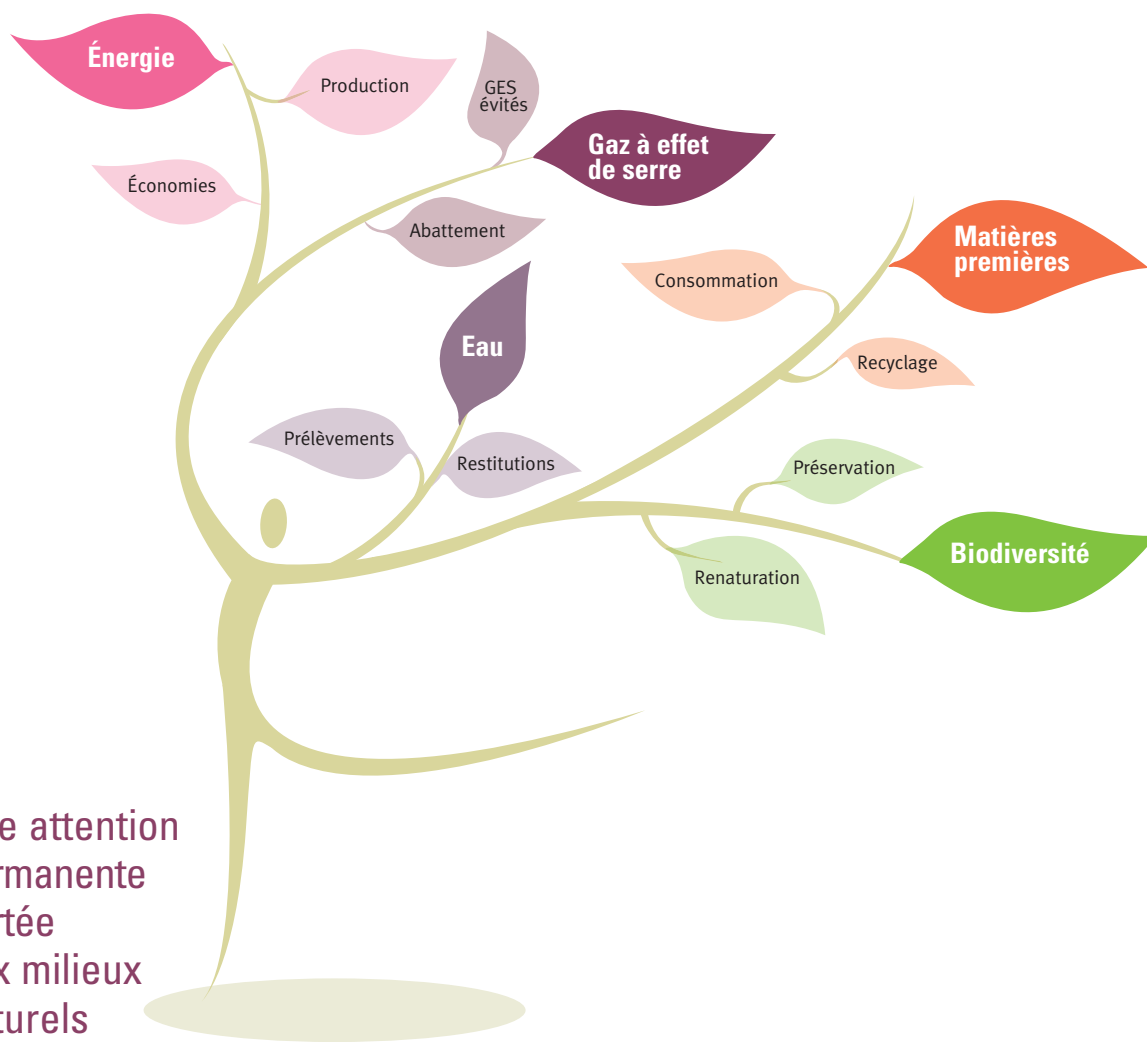 Énergie
Production
Économies
GES
évités
Gaz à effet
de serre
Abattement
Matières
premières
Consommation
Recyclage
Eau
Prélèvements
Restitutions
Préservation
Biodiversité
Renaturation
e attention
rmanente
rtée
x milieux
turels